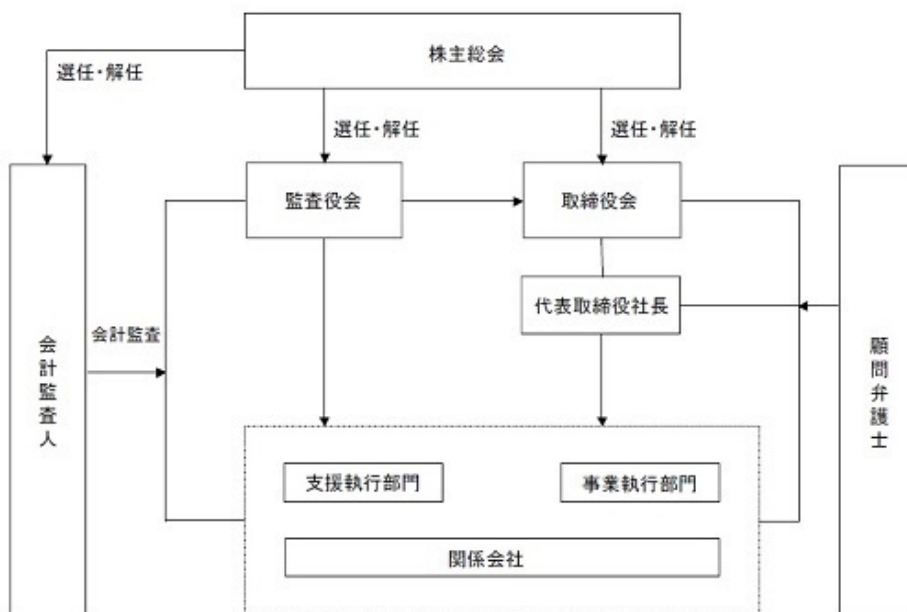 株主総会
選任・解任
選任・解任
選任・解任
監査役会
取締役会
代表取締役社長
会計監査
会計監査人
顧問弁護士
支援執行部門
事業執行部門
関係会社